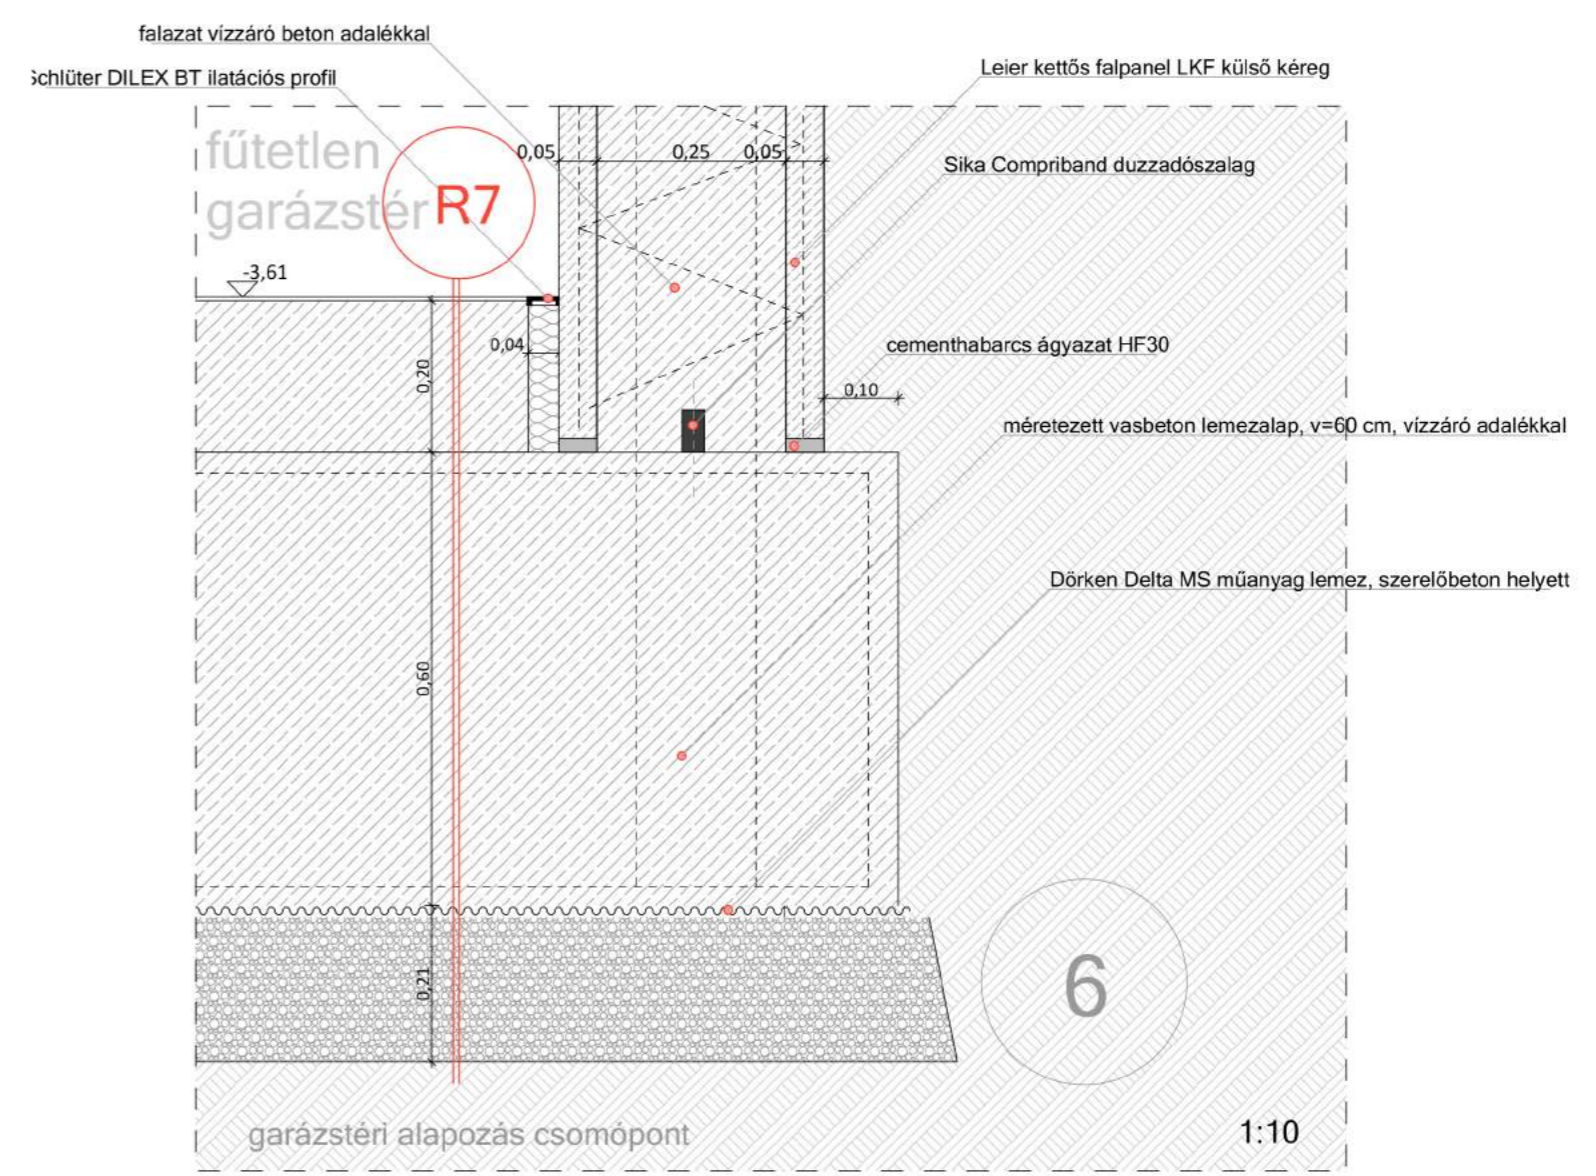 falazat vízzáró beton adalékkal
Schlüter DILEX BT ilatációs profil
Leier kettős falpanel LKF külső kéreg
fűtetlen
garázstér
R7
0,05
0,25
0,05
Sika Compriband duzzadószalag
-3,61
0,04
0,20
cementhabarcs ágyazat HF30
0,10
méretezett vasbeton lemezalap, v=60 cm, vízzáró adalékkal
Dörken Delta MS műanyag lemez, szerelőbeton helyett
0,60
0,21
6
garázstéri alapozás csomópont
1:10